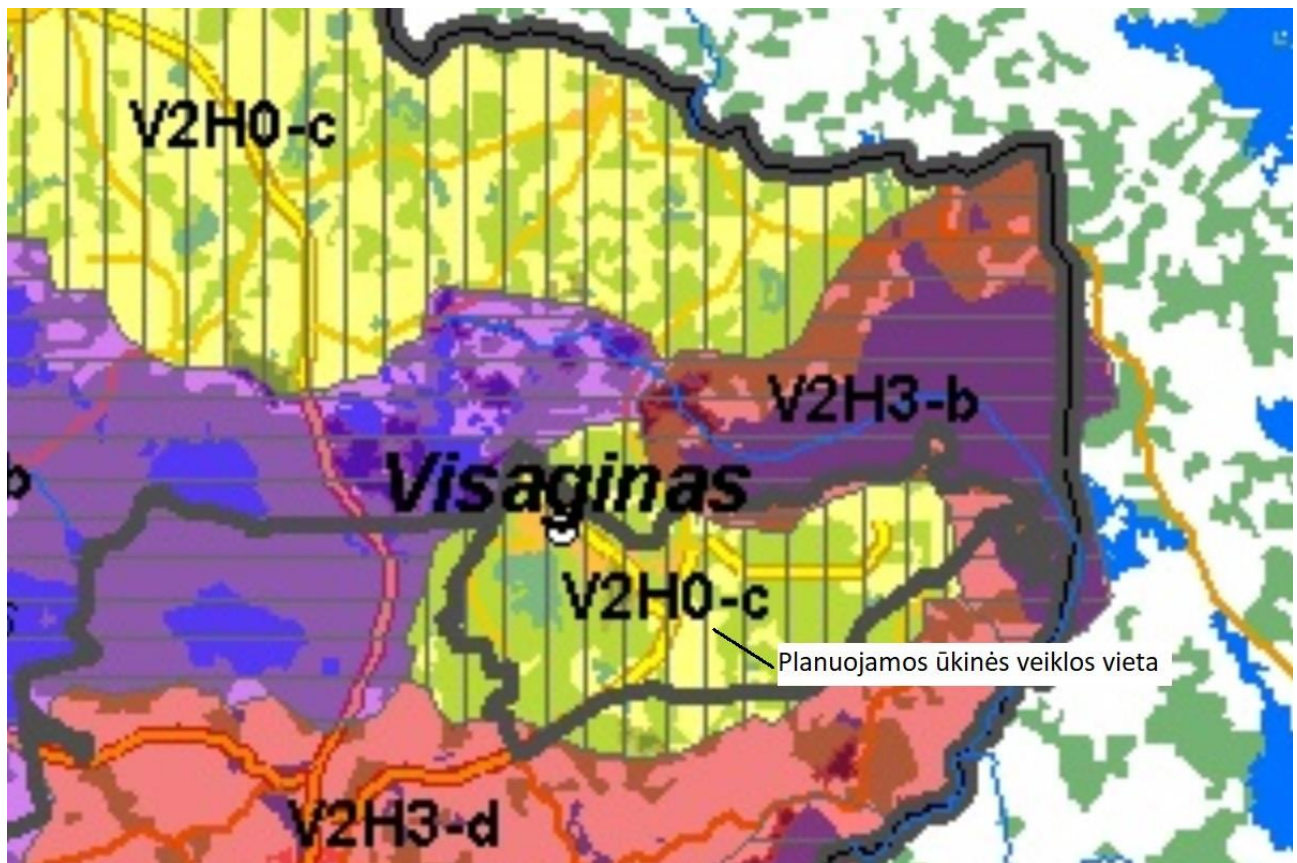 V2H0-c
V2H3-b
b
Visaginas
V2H0-c
Planuojamos ūkinės veiklos vieta
V2H3-d